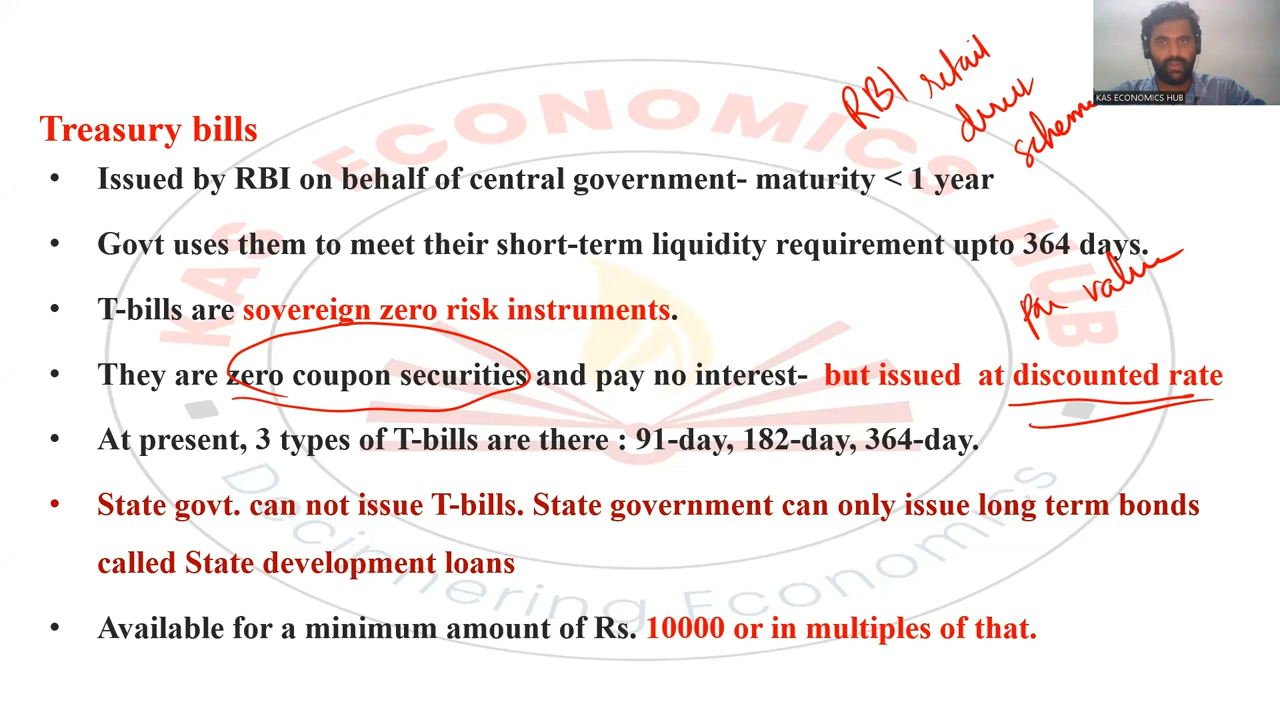 RBI retail
direct
scheme
KAS ECONOMICS HUB
Treasury bills
• Issued by RBI on behalf of central government- maturity < 1 year
• Govt uses them to meet their short-term liquidity requirement upto 364 days.
par value
• T-bills are sovereign zero risk instruments.
• They are zero coupon securities and pay no interest- but issued at discounted rate
• At present, 3 types of T-bills are there : 91-day, 182-day, 364-day.
• State govt. can not issue T-bills. State government can only issue long term bonds
called State development loans
• Available for a minimum amount of Rs. 10000 or in multiples of that.
KAS ECONOMICS HUB
Deciphering Economics